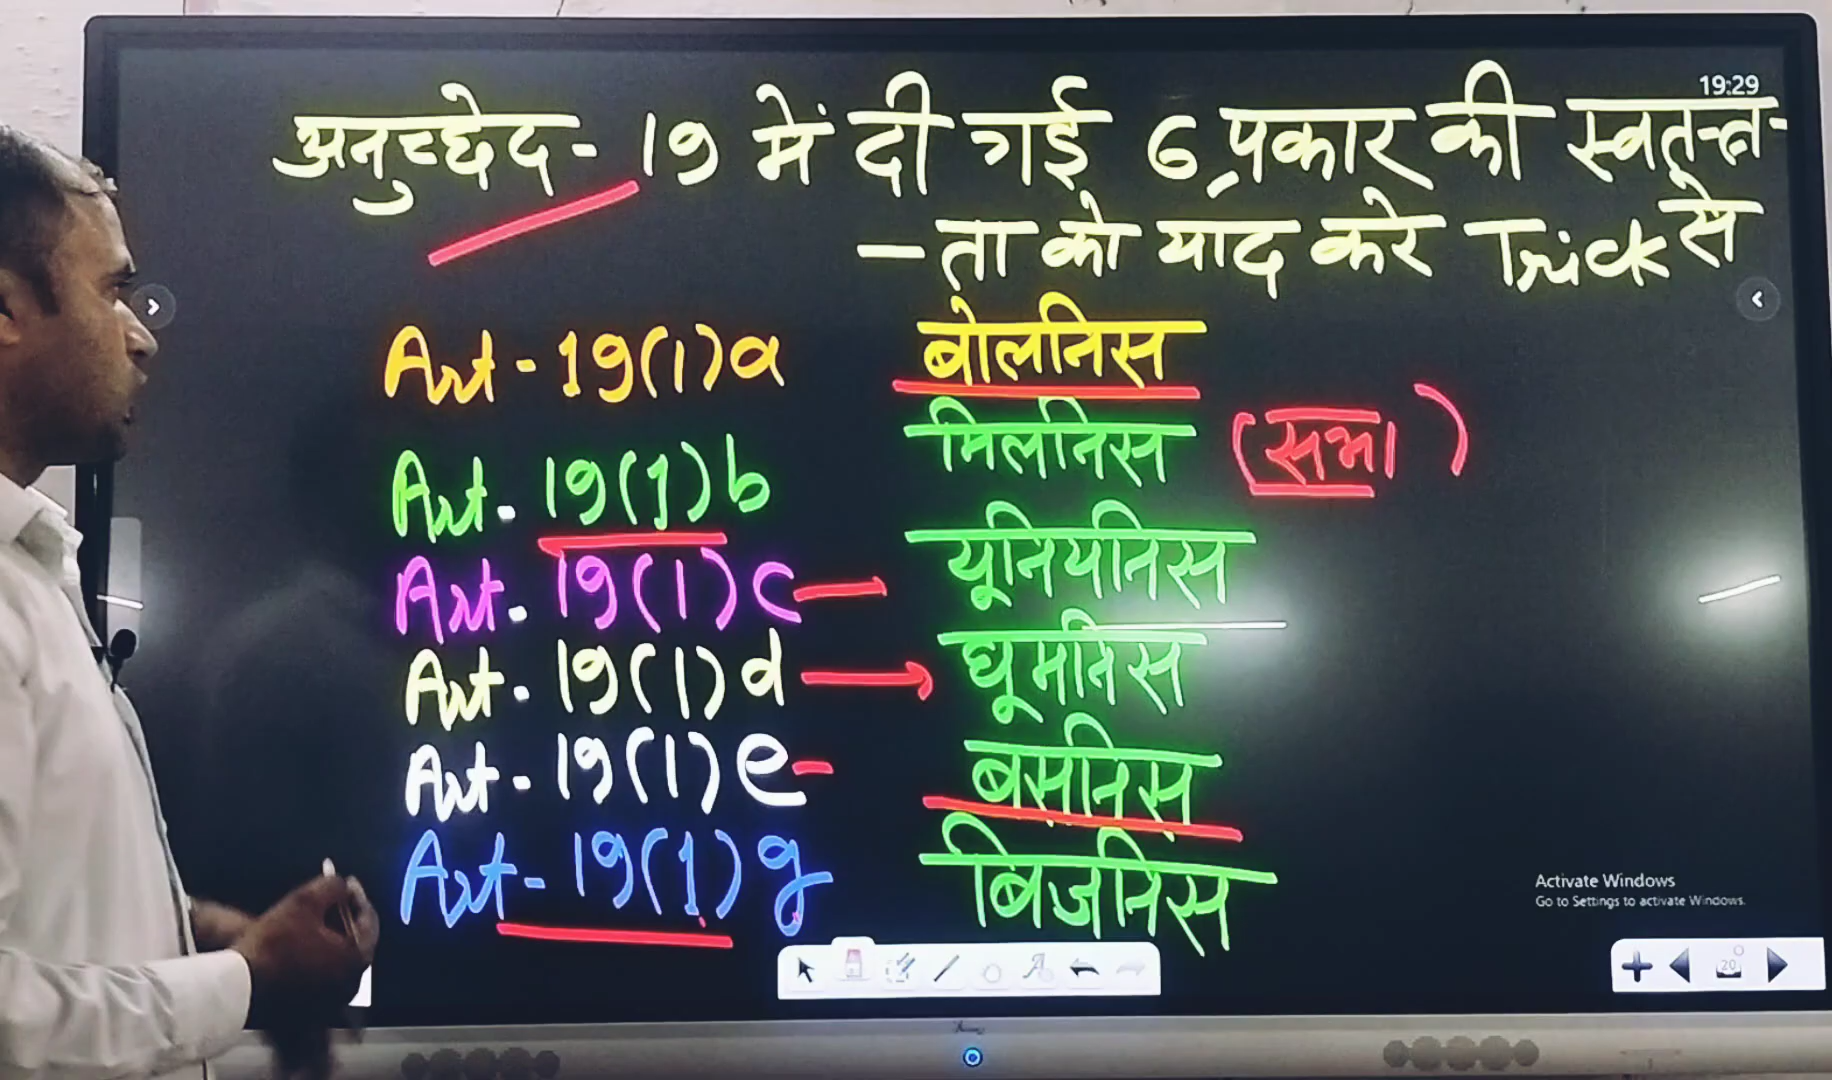 19:29
अनुच्छेद - 19 में दी गई 6 प्रकार की स्वतन्त्र-
- ता को याद करे Trick से
Art - 19(1)a बोलनिस
Art - 19(1)b मिलनिस (सभा)
Art - 19(1)c → यूनियनिस
Art - 19(1)d → घूमनिस
Art - 19(1)e - बसनिस
Art - 19(1)g बिजनिस
Activate Windows
Go to Settings to activate Windows.
20